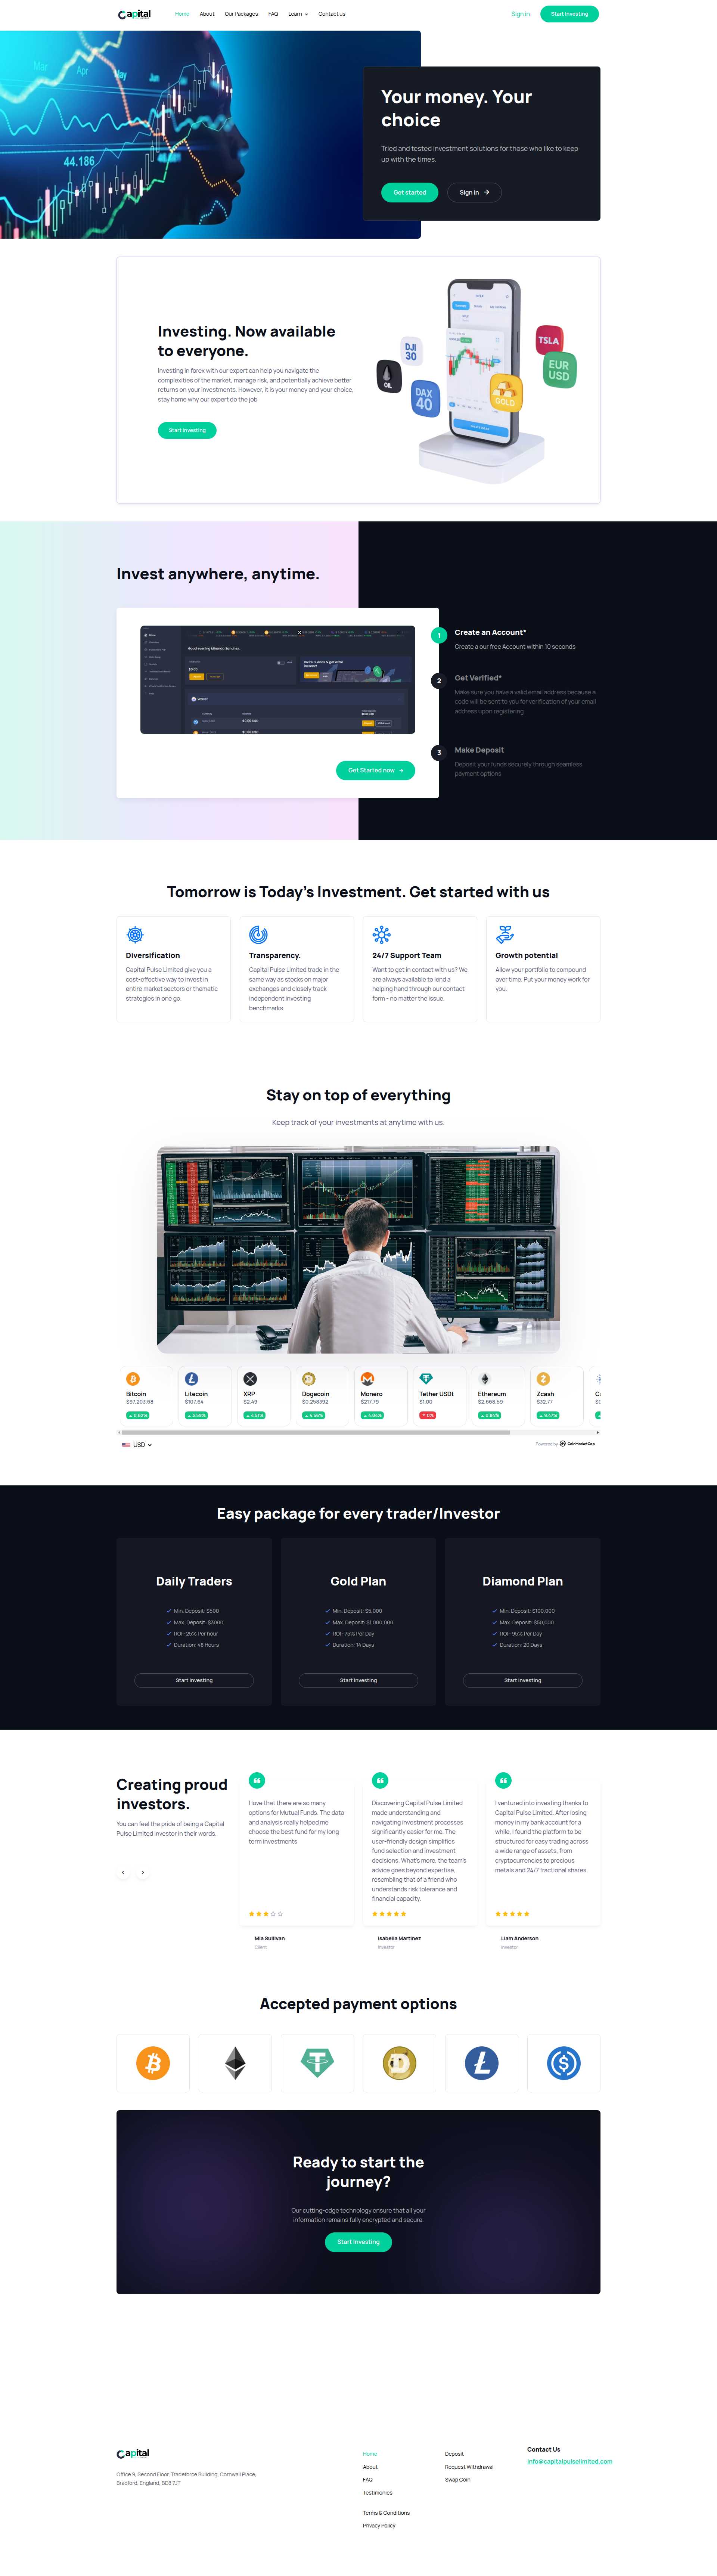 Capital
Home
About
Our Packages
FAQ
Learn
Contact us
Sign in
Start Investing
Mar
Apr
May
Jun
44.186
Your money. Your
choice
Tried and tested investment solutions for those who like to keep
up with the times.
Get started
Sign in
Investing. Now available
to everyone.
Investing in forex with our expert can help you navigate the
complexities of the market, manage risk, and potentially achieve better
returns on your investments. However, it is your money and your choice,
stay home why our expert do the job
Start Investing
DJI
30
TSLA
OIL
EUR
USD
DAX
40
GOLD
Invest anywhere, anytime.
Get Started now
1
Create an Account*
Create a our free Account within 10 seconds
2
Get Verified*
Make sure you have a valid email address because a
code will be sent to you for verification of your email
address upon registering
3
Make Deposit
Deposit your funds securely through seamless
payment options
Tomorrow is Today's Investment. Get started with us
Diversification
Capital Pulse Limited give you a
cost-effective way to invest in
entire market sectors or thematic
strategies in one go.
Transparency.
Capital Pulse Limited trade in the
same way as stocks on major
exchanges and closely track
independent investing
benchmarks
24/7 Support Team
Want to get in contact with us? We
are always available to lend a
helping hand through our contact
form - no matter the issue.
Growth potential
Allow your portfolio to compound
over time. Put your money work for
you.
Stay on top of everything
Keep track of your investments at anytime with us.
Bitcoin
$97,203.68
0.62%
Litecoin
$107.64
3.59%
XRP
$2.49
4.51%
Dogecoin
$0.258392
4.56%
Monero
$217.79
4.04%
Tether USDt
$1.00
0%
Ethereum
$2,668.59
0.94%
Zcash
$32.77
9.47%
USD
Powered by
CoinMarketCap
Easy package for every trader/Investor
Daily Traders
Min. Deposit: $500
Max. Deposit: $3000
ROI : 25% Per hour
Duration: 48 Hours
Start Investing
Gold Plan
Min. Deposit: $5,000
Max. Deposit: $1,000,000
ROI : 75% Per Day
Duration: 14 Days
Start Investing
Diamond Plan
Min. Deposit: $100,000
Max. Deposit: $50,000
ROI : 95% Per Day
Duration: 20 Days
Start Investing
Creating proud
investors.
You can feel the pride of being a Capital
Pulse Limited investor in their words.
I love that there are so many
options for Mutual Funds. The data
and analysis really helped me
choose the best fund for my long
term investments
Mia Sullivan
Client
Discovering Capital Pulse Limited
made understanding and
navigating investment processes
significantly easier for me. The
user-friendly design simplifies
fund selection and investment
decisions. What's more, the team's
advice goes beyond expertise,
resembling that of a friend who
understands risk tolerance and
financial capacity.
Isabella Martinez
Investor
I ventured into investing thanks to
Capital Pulse Limited. After losing
money in my bank account for a
while, I found the platform to be
structured for easy trading across
a wide range of assets, from
cryptocurrencies to precious
metals and 24/7 fractional shares.
Liam Anderson
Investor
Accepted payment options
Ready to start the
journey?
Our cutting-edge technology ensure that all your
information remains fully encrypted and secure.
Start Investing
Capital
Office 9, Second Floor, Tradeforce Building, Cornwall Place,
Bradford, England, BD8 7JT
Home
About
FAQ
Testimonies
Terms & Conditions
Privacy Policy
Deposit
Request Withdrawal
Swap Coin
Contact Us
info@capitalpulselimited.com